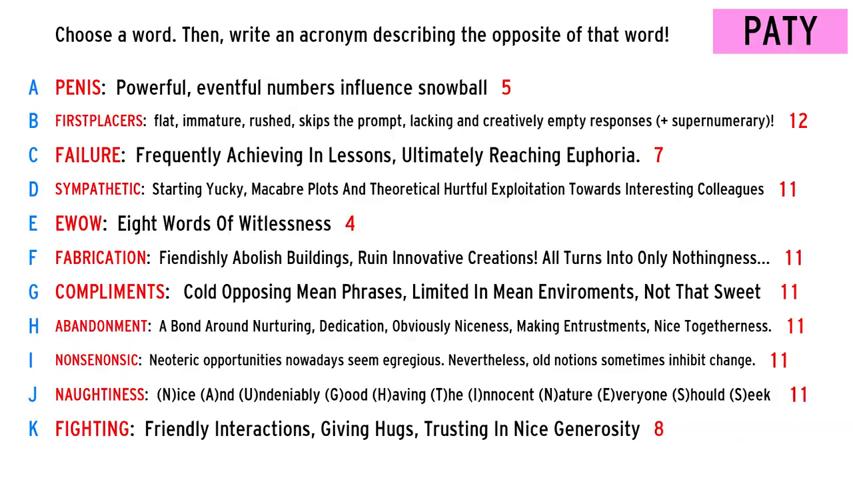 Choose a word. Then, write an acronym describing the opposite of that word!
PATY
A PENIS: Powerful, eventful numbers influence snowball 5
B FIRSTPLACERS: flat, immature, rushed, skips the prompt, lacking and creatively empty responses (+ supernumerary)! 12
C FAILURE: Frequently Achieving In Lessons, Ultimately Reaching Euphoria. 7
D SYMPATHETIC: Starting Yucky, Macabre Plots And Theoretical Hurtful Exploitation Towards Interesting Colleagues 11
E EWOW: Eight Words Of Witlessness 4
F FABRICATION: Fiendishly Abolish Buildings, Ruin Innovative Creations! All Turns Into Only Nothingness... 11
G COMPLIMENTS: Cold Opposing Mean Phrases, Limited In Mean Enviroments, Not That Sweet 11
H ABANDONMENT: A Bond Around Nurturing, Dedication, Obviously Niceness, Making Entrustments, Nice Togetherness. 11
I NONSENONSIC: Neoteric opportunities nowadays seem egregious. Nevertheless, old notions sometimes inhibit change. 11
J NAUGHTINESS: (N)ice (A)nd (U)ndeniably (G)ood (H)aving (T)he (I)nnocent (N)ature (E)veryone (S)hould (S)eek 11
K FIGHTING: Friendly Interactions, Giving Hugs, Trusting In Nice Generosity 8